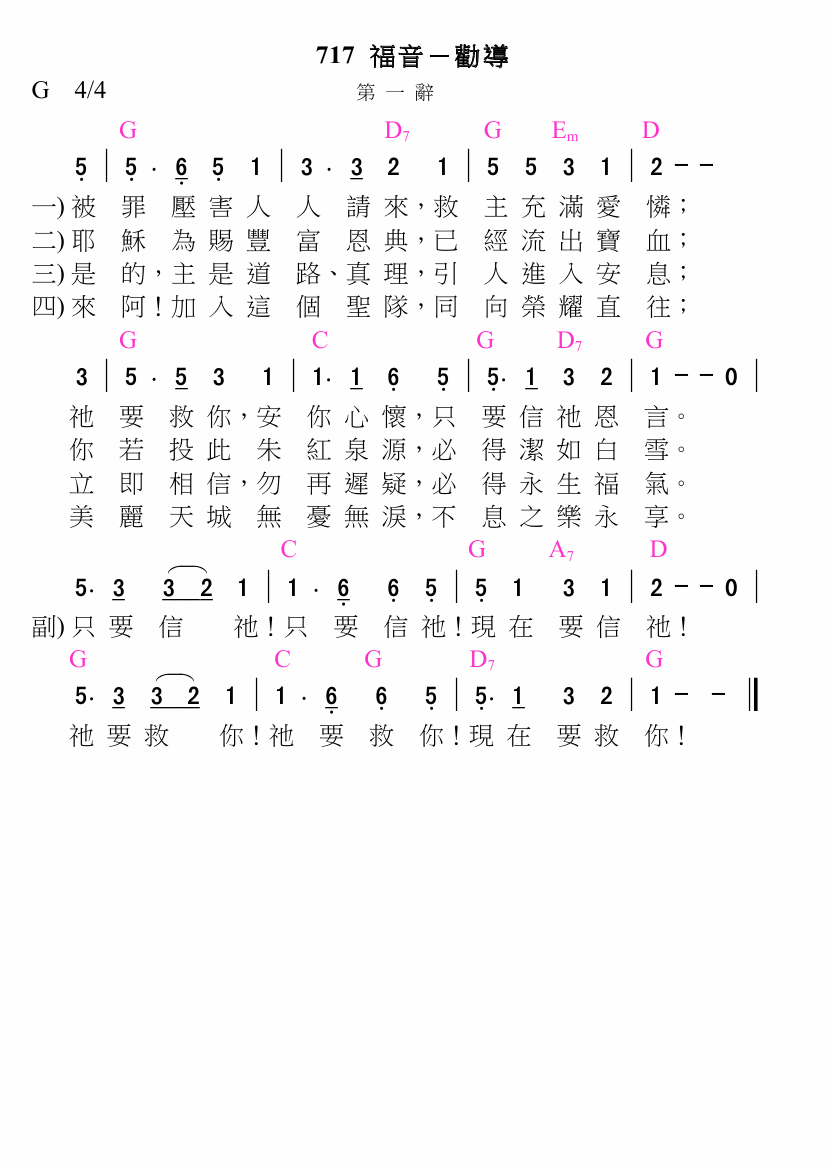 717 福音－勸導
G 4/4 第一辭
G D7 G Em D
5 | 5 · 6 5 1 | 3 · 3 2 1 | 5 5 3 1 | 2 － －
一) 被罪壓害人人請來，救主充滿愛憐；
二) 耶穌為賜豐富恩典，已經流出寶血；
三) 是的，主是道路、真理，引人進入安息；
四) 來阿！加入這個聖隊，同向榮耀直往；
G C G D7 G
3 | 5 · 5 3 1 | 1· 1 6 5 | 5· 1 3 2 | 1 － － 0 |
祂要救你，安你心懷，只要信祂恩言。
你若投此朱紅泉源，必得潔如白雪。
立即相信，勿再遲疑，必得永生福氣。
美麗天城無憂無淚，不息之樂永享。
C G A7 D
5· 3 3 2 1 | 1 · 6 6 5 | 5 1 3 1 | 2 － － 0 |
副) 只要信祂！只要信祂！現在要信祂！
G C G D7 G
5· 3 3 2 1 | 1 · 6 6 5 | 5· 1 3 2 | 1 － － ‖
祂要救你！祂要救你！現在要救你！